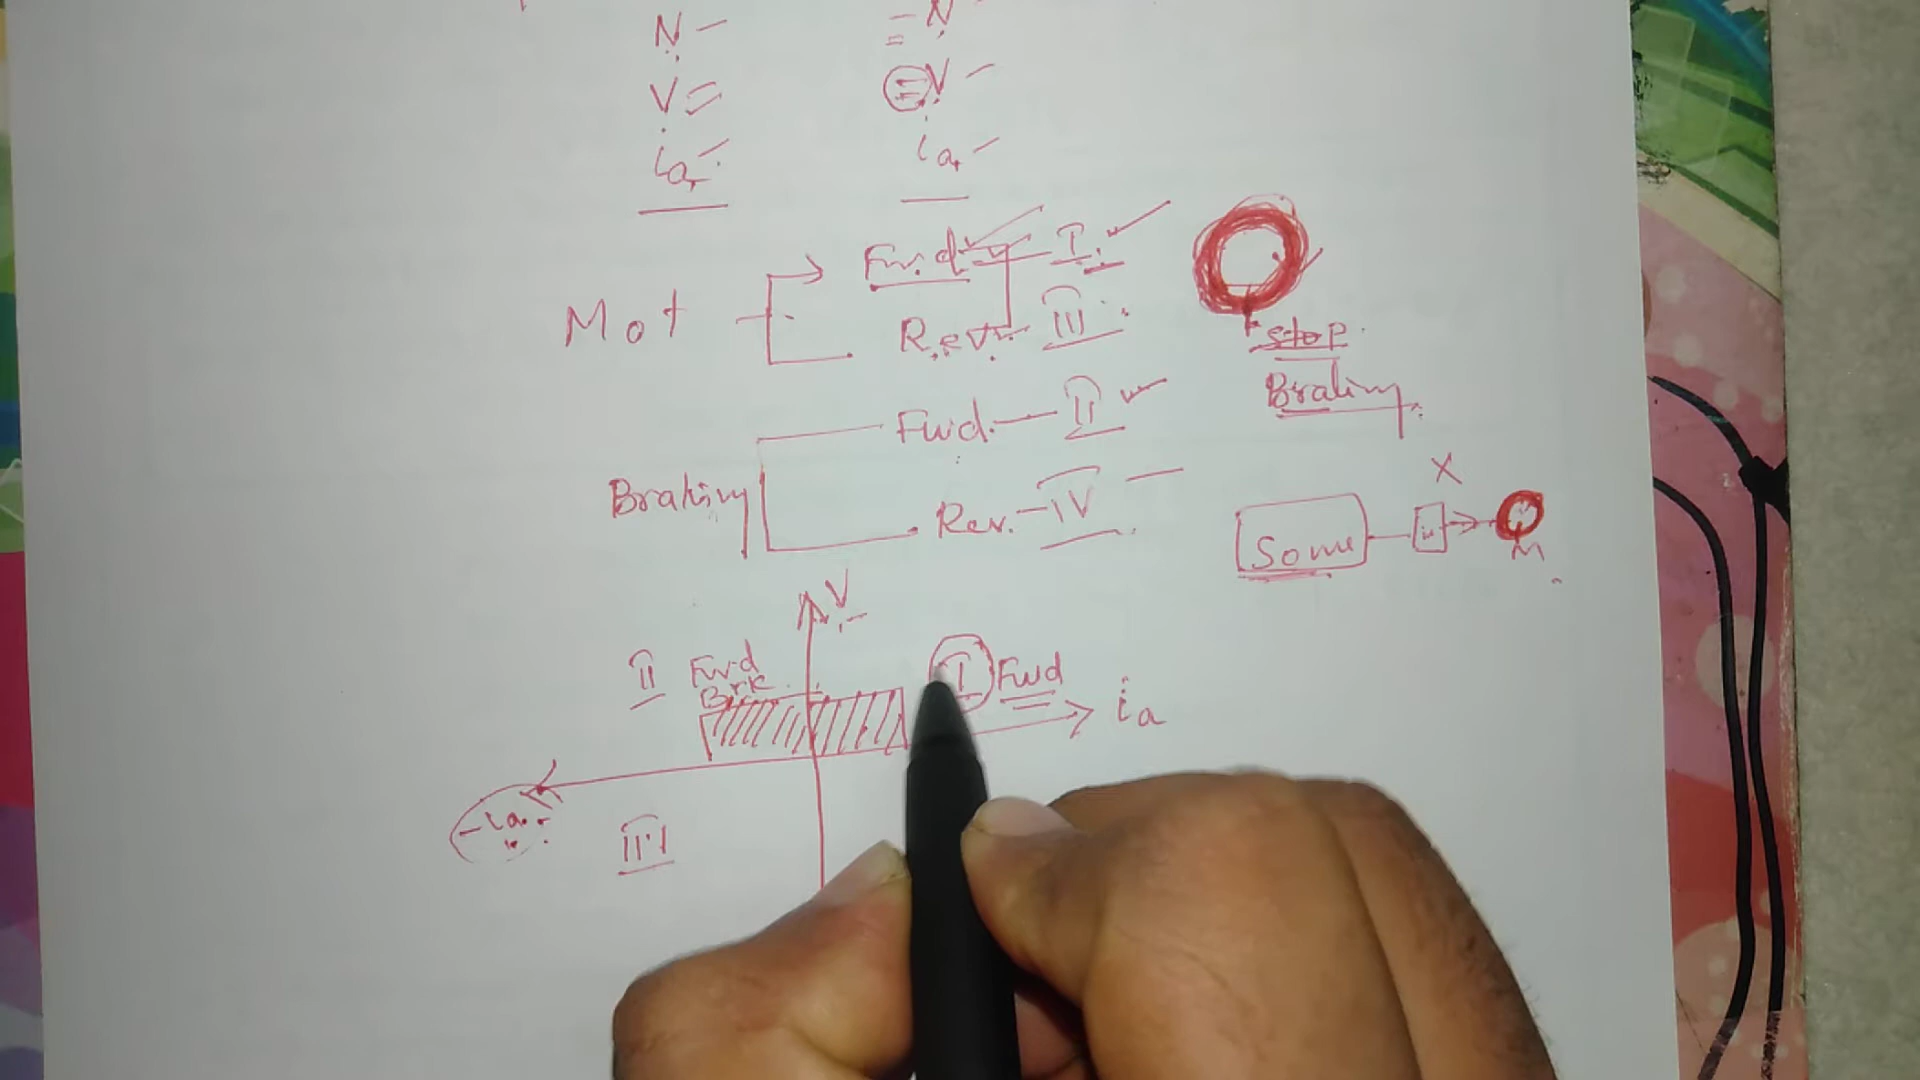 N - = N
V = = V -
ia - ia -
Fwd - I.
Mot Rev. III
stop.
Braking
Fwd. - II
Braking Rev. - IV X
M
V
II Fwd I Fwd
Brk. ia
-ia.
III